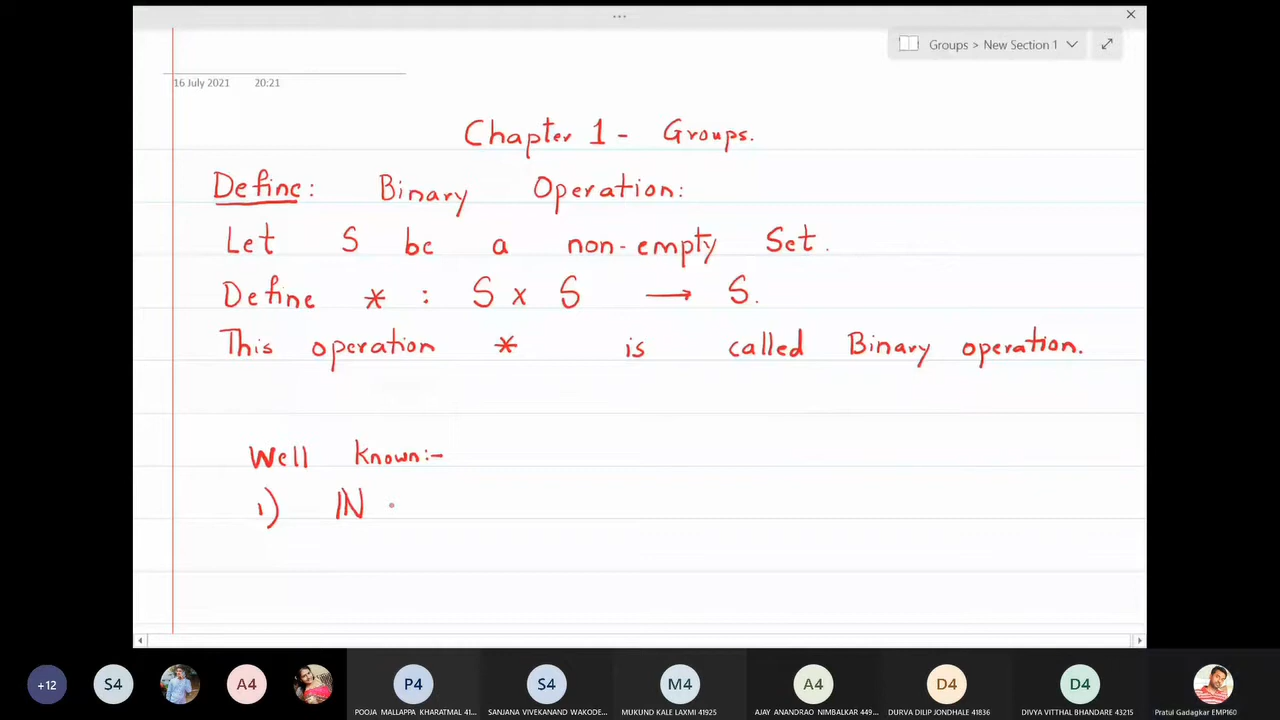 Groups > New Section 1
16 July 2021 20:21
Chapter 1 - Groups.
Define: Binary Operation:
Let S be a non-empty Set.
Define * : S x S → S.
This operation * is called Binary operation.
Well known:-
1) IN
+12 S4 A4 P4 S4 M4 A4 D4 D4
POOJA MALLAPPA KHARATMAL 41... SANJANA VIVEKANAND WAKODE... MUKUND KALE LAXMI 41925 AJAY ANANDRAO NIMBALKAR 449... DURVA DILIP JONDHALE 41836 DIVYA VITTHAL BHANDARE 43215 Pratul Gadagkar EMP160